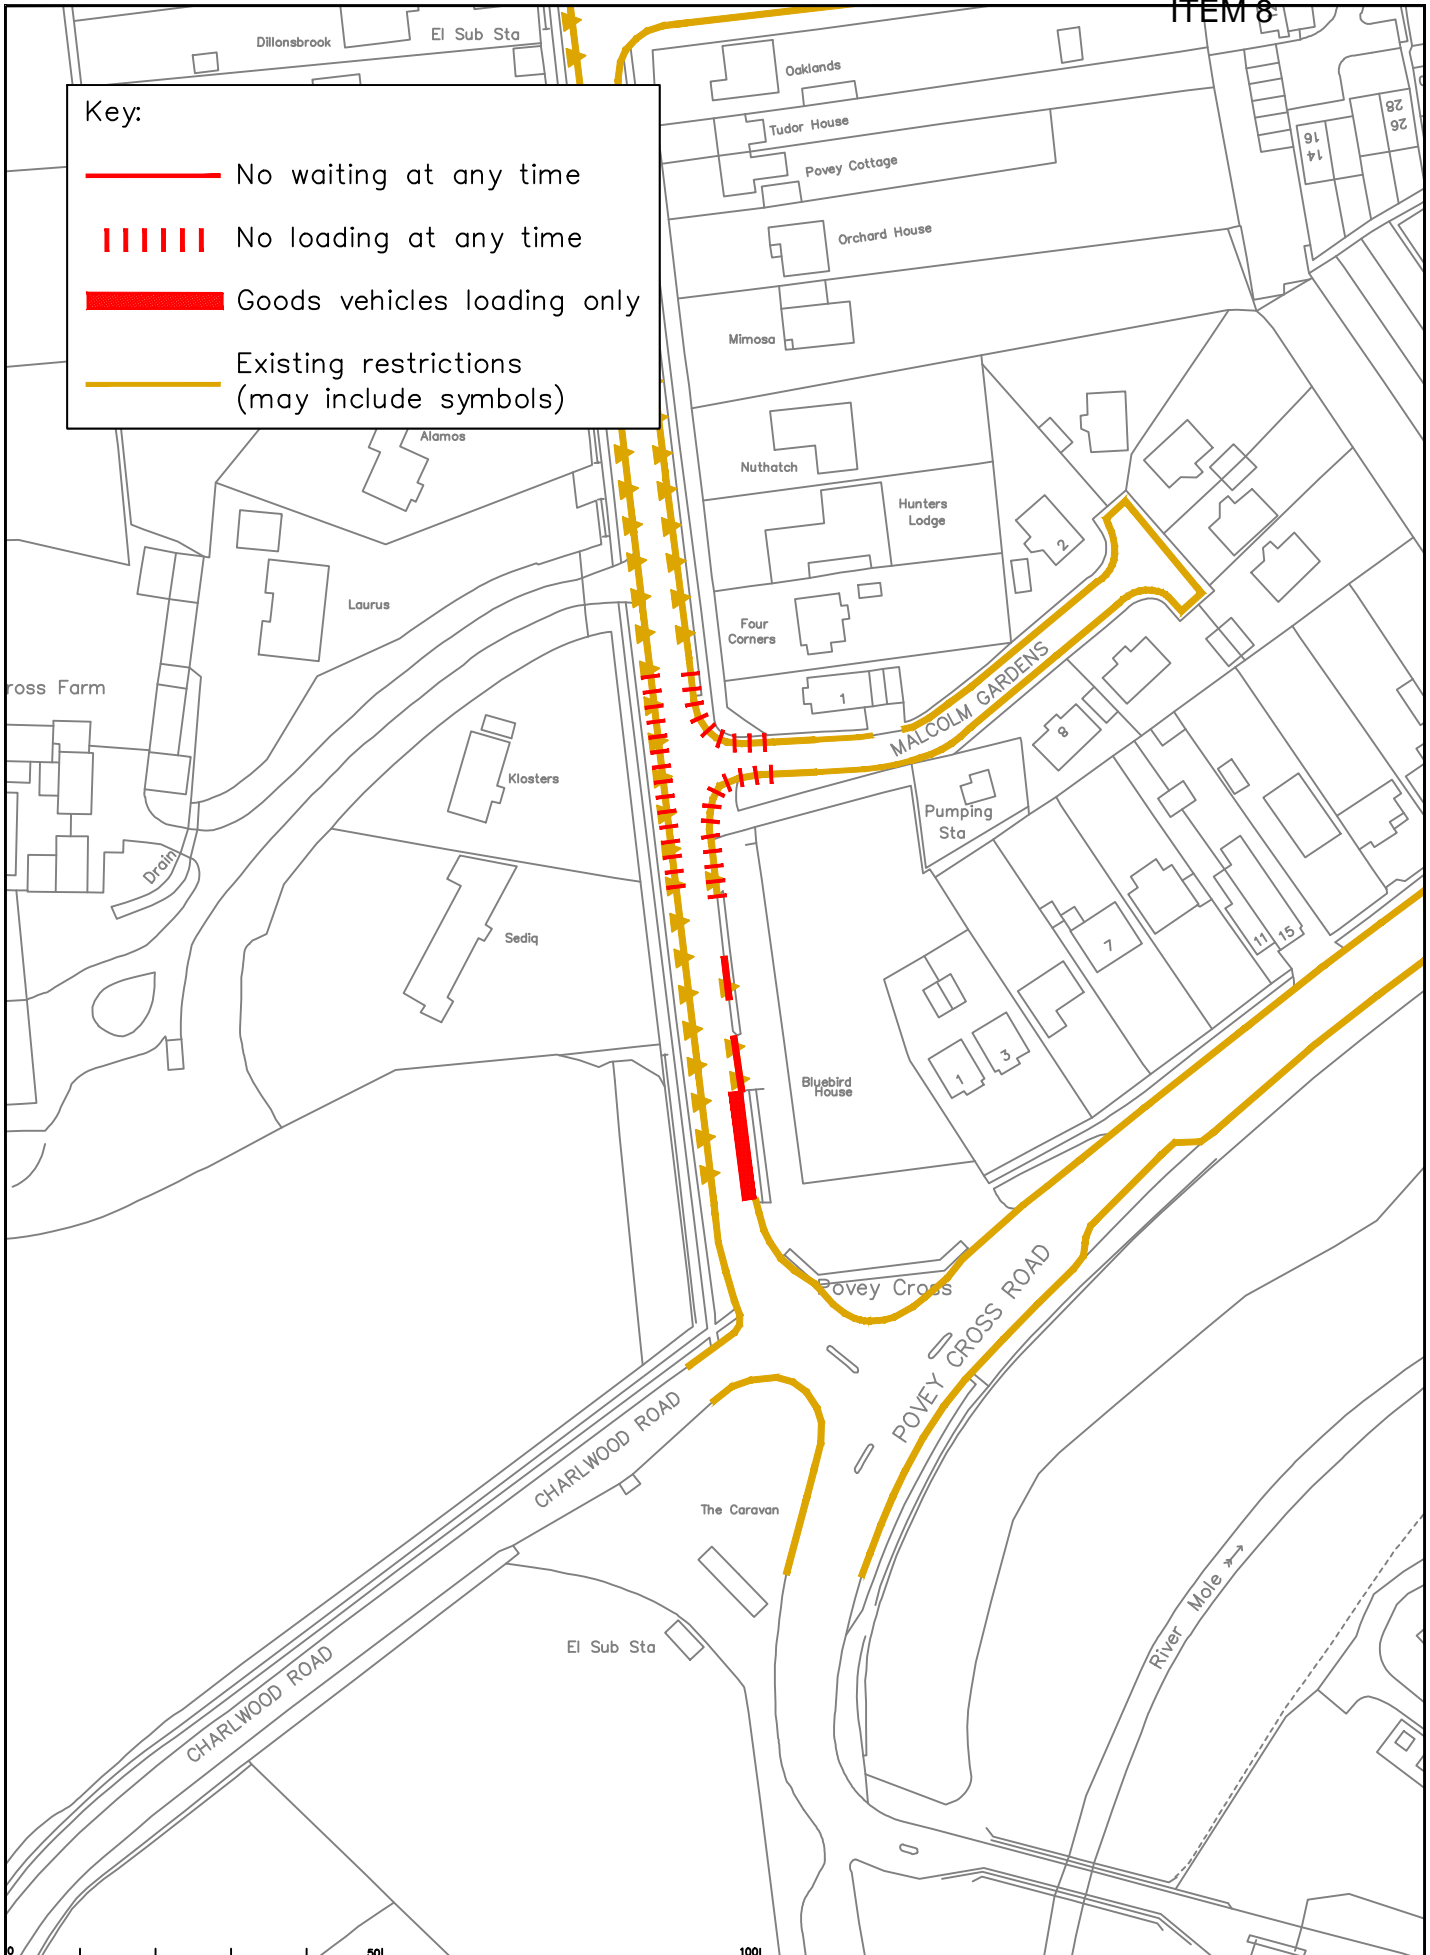 ITEM 8
Dillonsbrook
El Sub Sta
Oaklands
Tudor House
Povey Cottage
Orchard House
Mimosa
28
26
16
14
Key:
No waiting at any time
No loading at any time
Goods vehicles loading only
Existing restrictions
(may include symbols)
Alamos
Nuthatch
Hunters
Lodge
2
Laurus
Four
Corners
ross Farm
1
MALCOLM GARDENS
8
Klosters
Pumping
Sta
Drain
Sediq
7
11
15
Bluebird
House
1
3
Povey Cross
POVEY CROSS ROAD
CHARLWOOD ROAD
The Caravan
River Mole
El Sub Sta
CHARLWOOD ROAD
0
50
100